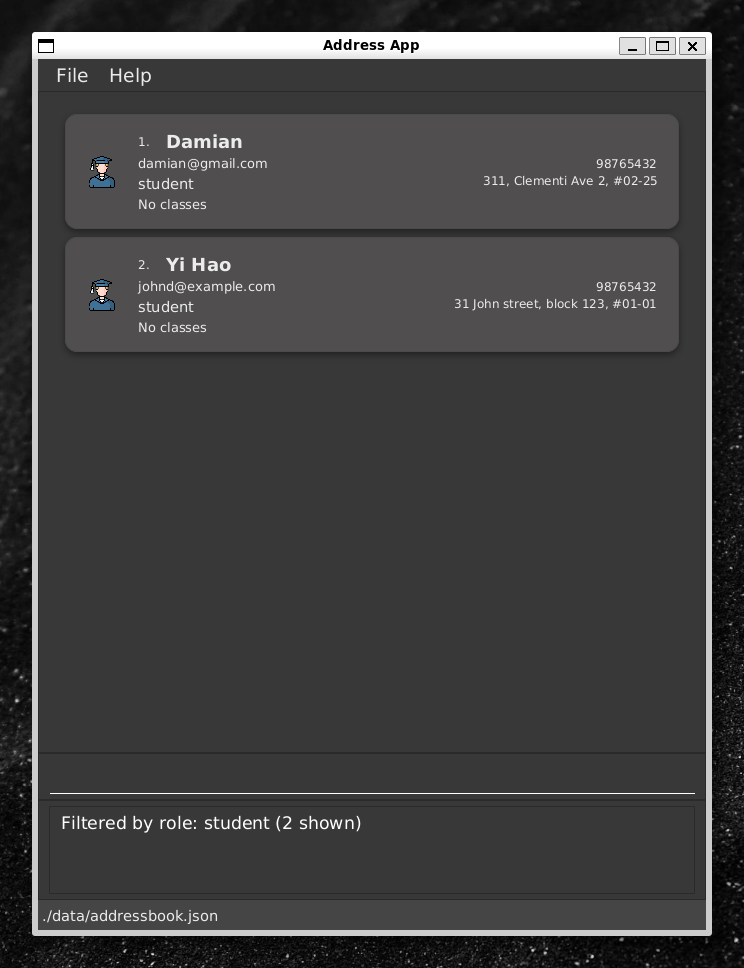 Address App
File Help
1. Damian
damian@gmail.com
98765432
student
311, Clementi Ave 2, #02-25
No classes
2. Yi Hao
johnd@example.com
98765432
student
31 John street, block 123, #01-01
No classes
Filtered by role: student (2 shown)
./data/addressbook.json